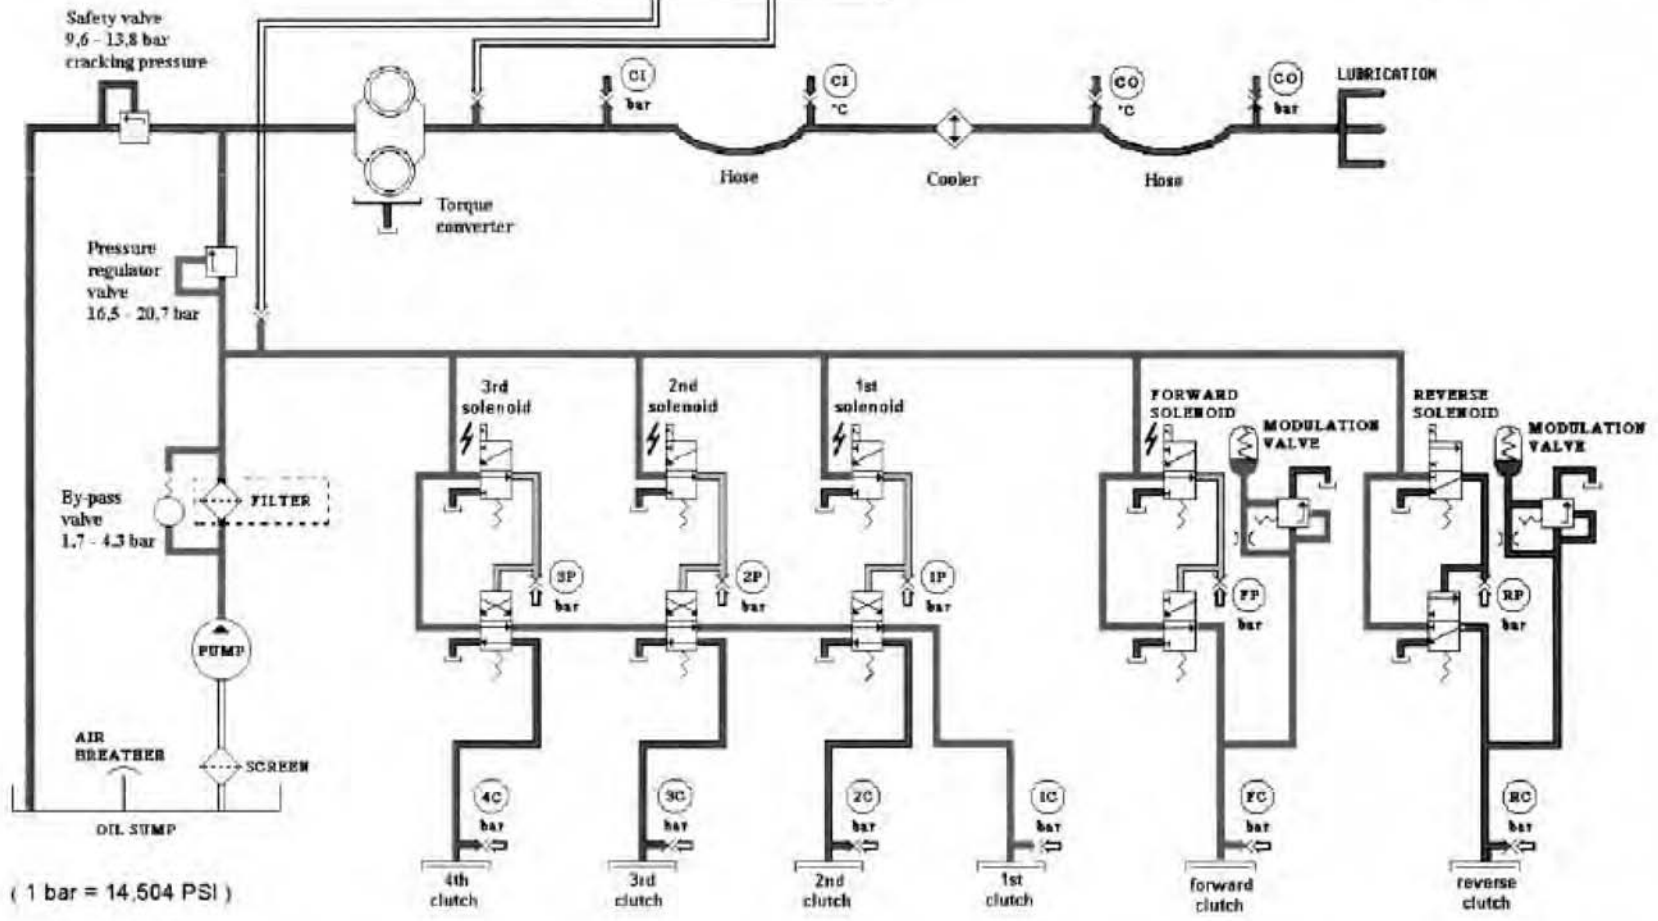 Safety valve
9,6 - 13,8 bar
cracking pressure
CI
bar
CI
°C
CO
°C
CO
bar
LUBRICATION
Hose
Cooler
Hose
Torque
converter
Pressure
regulator
valve
16,5 - 20,7 bar
3rd
solenoid
2nd
solenoid
1st
solenoid
FORWARD
SOLENOID
MODULATION
VALVE
REVERSE
SOLENOID
MODULATION
VALVE
By-pass
valve
1,7 - 4,3 bar
FILTER
3P
bar
2P
bar
1P
bar
FP
bar
RP
bar
PUMP
AIR
BREATHER
SCREEN
OIL SUMP
4C
bar
3C
bar
2C
bar
1C
bar
FC
bar
RC
bar
4th
clutch
3rd
clutch
2nd
clutch
1st
clutch
forward
clutch
reverse
clutch
( 1 bar = 14,504 PSI )